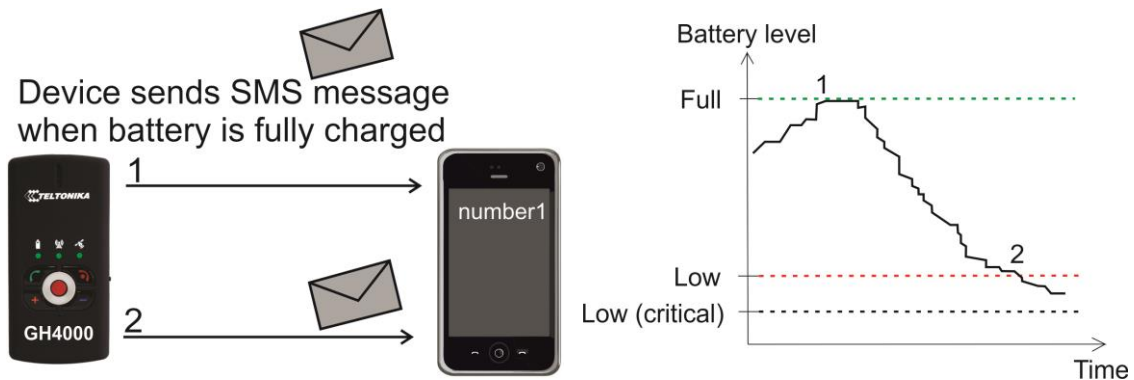 Device sends SMS message
when battery is fully charged
1
TELTONIKA
GH4000
2
number1
Battery level
Full
1
2
Low
Low (critical)
Time